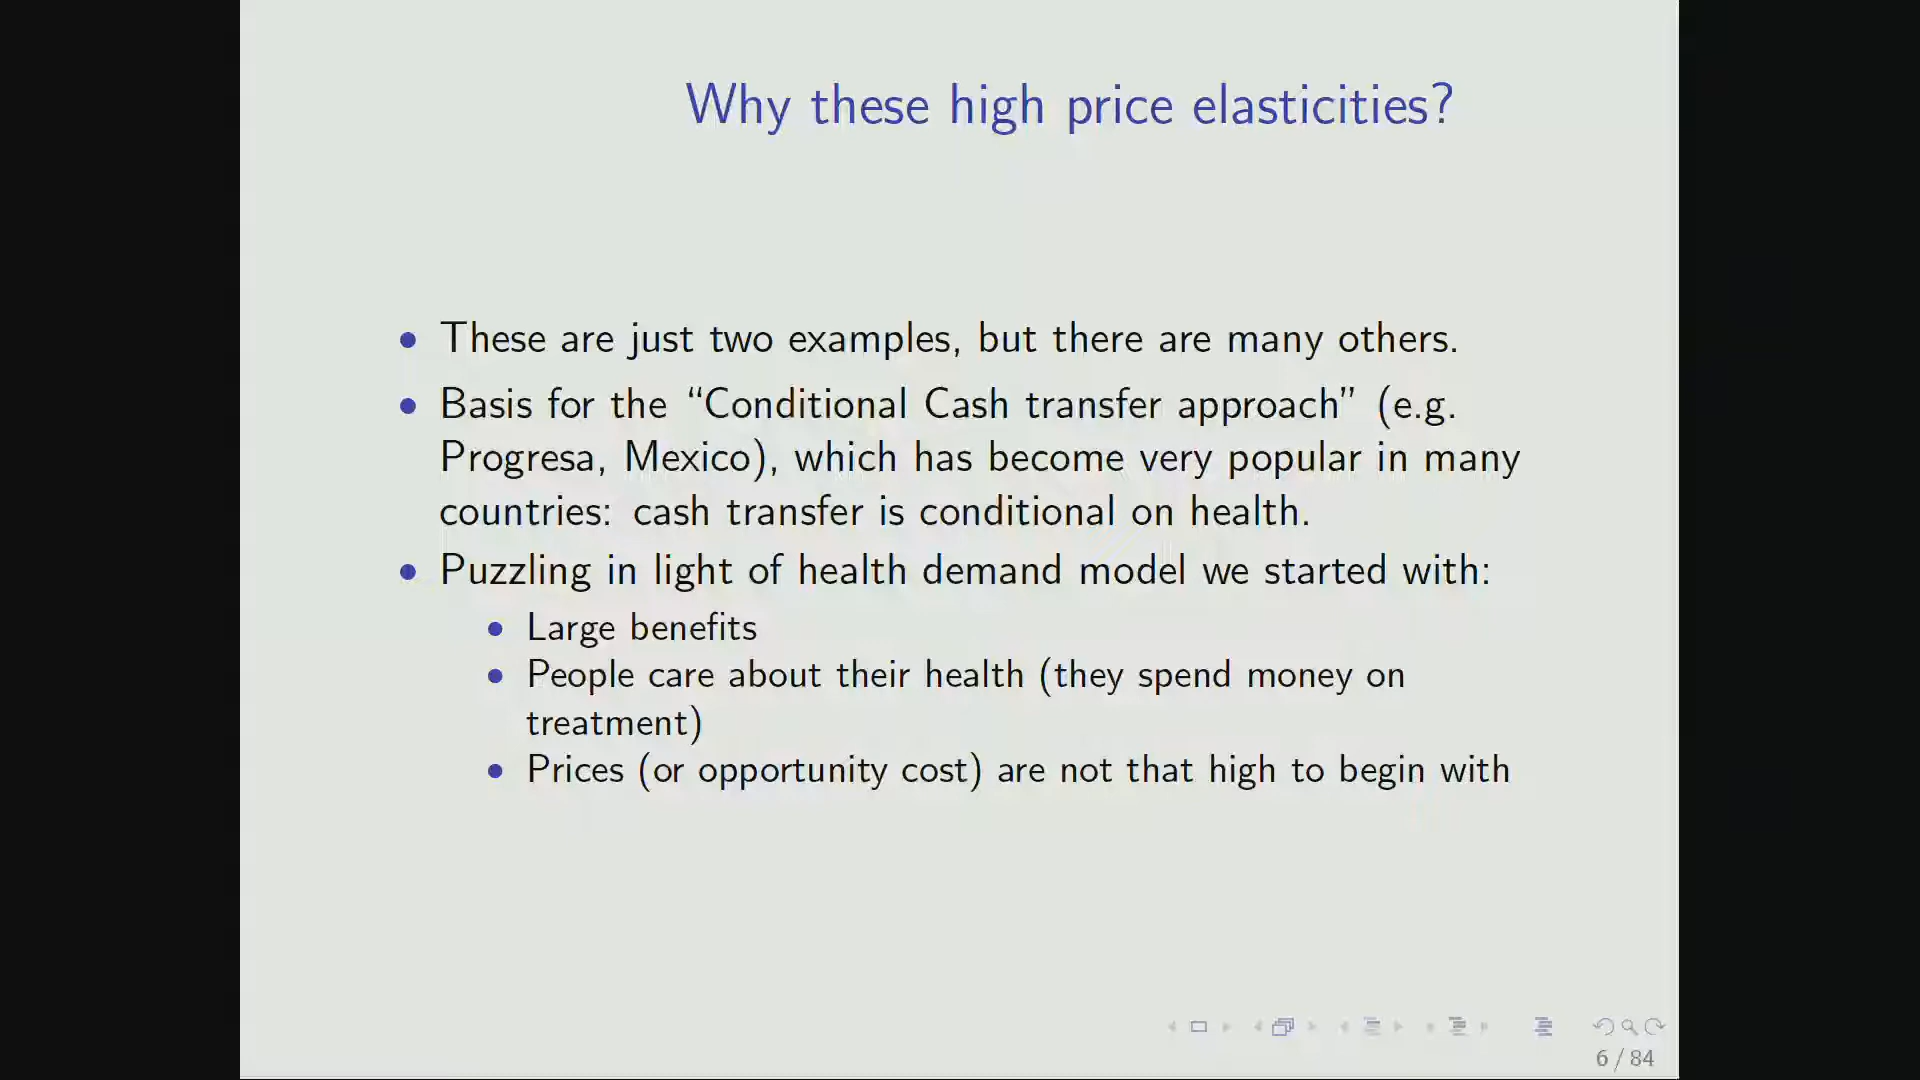 Why these high price elasticities?
• These are just two examples, but there are many others.
• Basis for the “Conditional Cash transfer approach” (e.g.
Progresa, Mexico), which has become very popular in many
countries: cash transfer is conditional on health.
• Puzzling in light of health demand model we started with:
• Large benefits
• People care about their health (they spend money on
treatment)
• Prices (or opportunity cost) are not that high to begin with
6 / 84